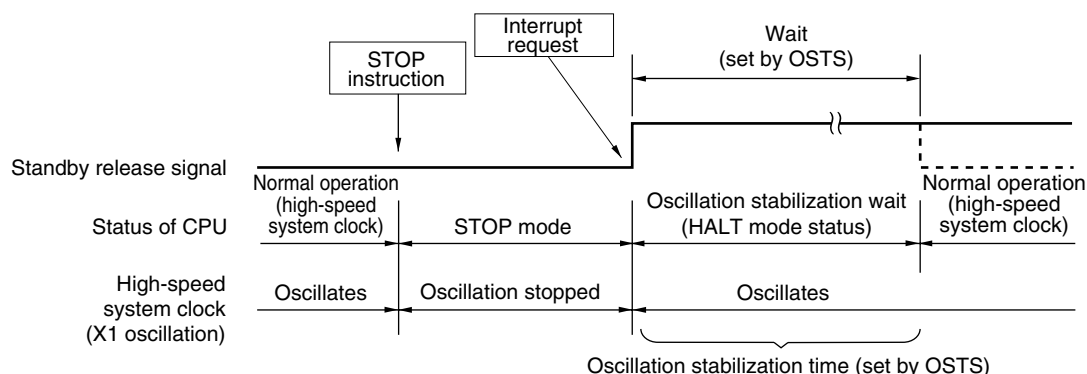 Interrupt
request
Wait
(set by OSTS)
STOP
instruction
Standby release signal
Normal operation
(high-speed
system clock)
Normal operation
(high-speed
system clock)
Status of CPU
STOP mode
Oscillation stabilization wait
(HALT mode status)
High-speed
system clock
(X1 oscillation)
Oscillates
Oscillation stopped
Oscillates
Oscillation stabilization time (set by OSTS)